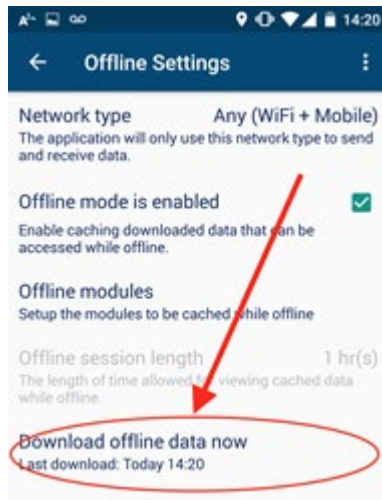 14:20
Offline Settings
Network type Any (WiFi + Mobile)
The application will only use this network type to send
and receive data.
Offline mode is enabled
Enable caching downloaded data that can be
accessed while offline.
Offline modules
Setup the modules to be cached while offline
Offline session length 1 hr(s)
The length of time allowed for viewing cached data
while offline.
Download offline data now
Last download: Today 14:20